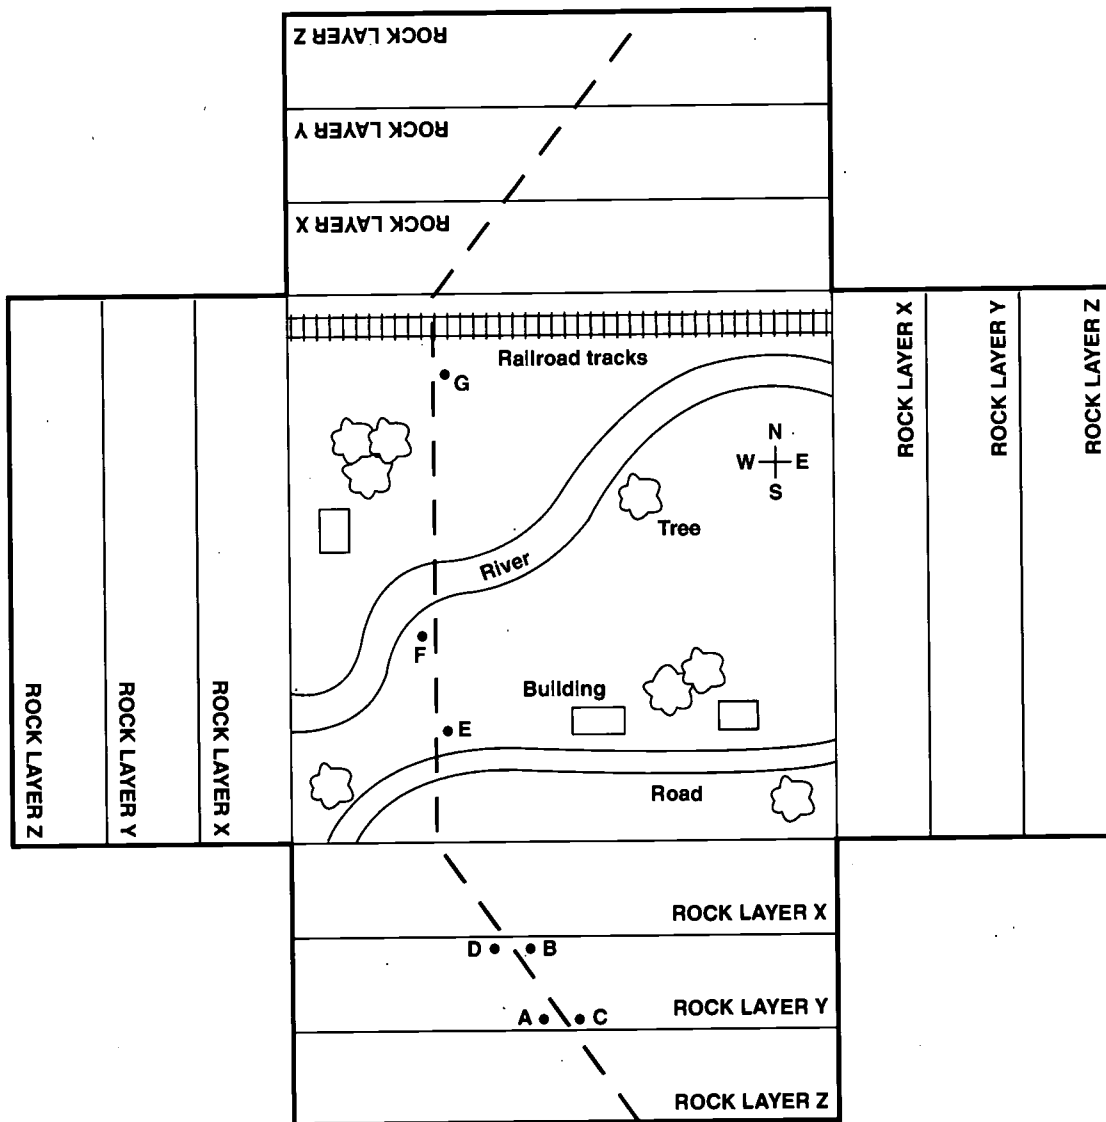 ROCK LAYER Z
ROCK LAYER Y
ROCK LAYER X
ROCK LAYER Z
ROCK LAYER Y
ROCK LAYER X
Railroad tracks
G
N
W E
S
Tree
River
F
Building
E
Road
ROCK LAYER X
ROCK LAYER Y
ROCK LAYER Z
ROCK LAYER X
D B
ROCK LAYER Y
A C
ROCK LAYER Z